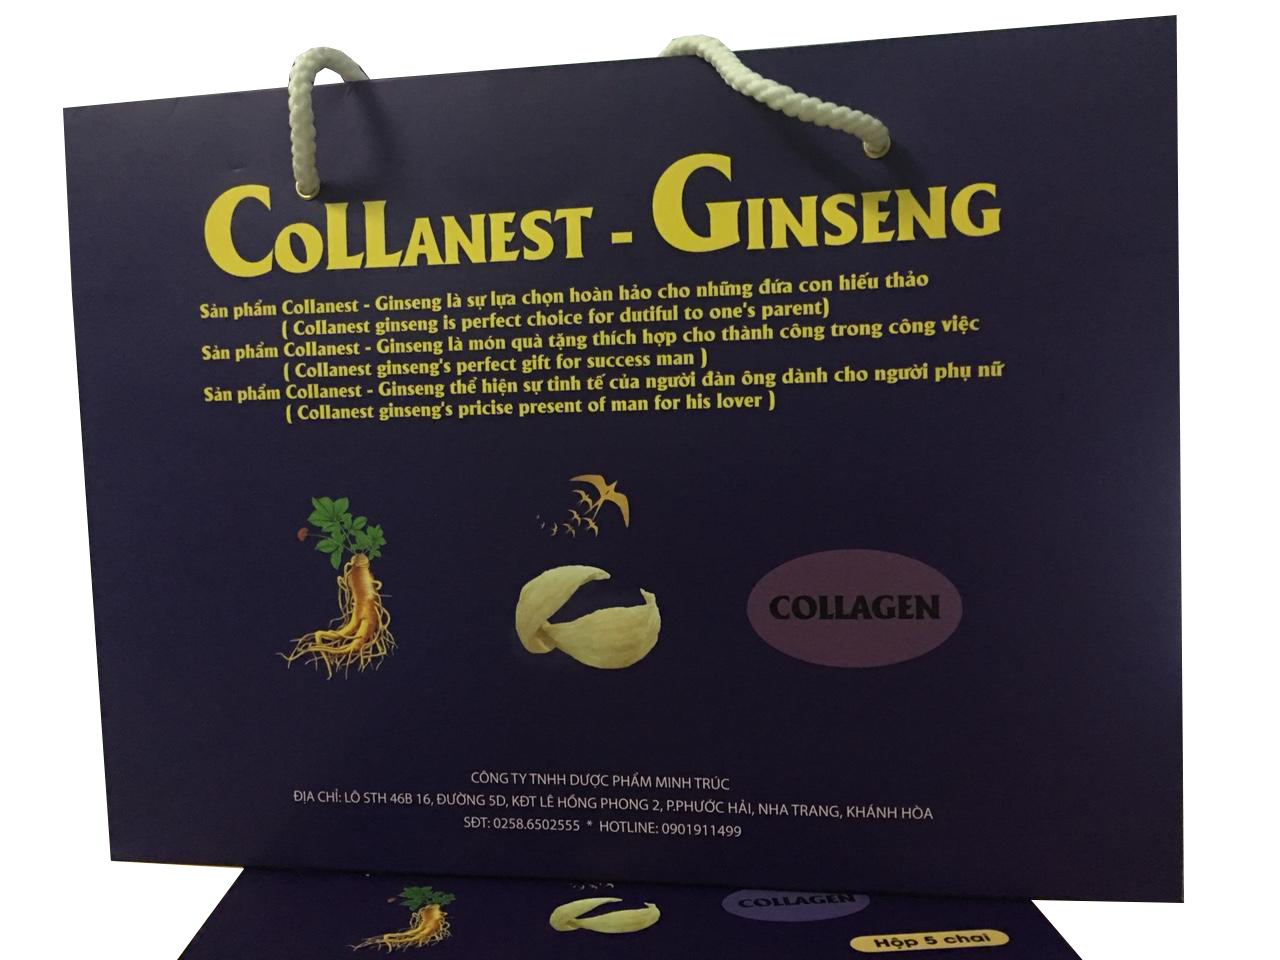 COLLANEST - GINSENG
Sản phẩm Collanest - Ginseng là sự lựa chọn hoàn hảo cho những đứa con hiếu thảo
( Collanest ginseng is perfect choice for dutiful to one's parent)
Sản phẩm Collanest - Ginseng là món quà tặng thích hợp cho thành công trong công việc
( Collanest ginseng's perfect gift for success man )
Sản phẩm Collanest - Ginseng thể hiện sự tinh tế của người đàn ông dành cho người phụ nữ
( Collanest ginseng's pricise present of man for his lover )
COLLAGEN
CÔNG TY TNHH DƯỢC PHẨM MINH TRÚC
ĐỊA CHỈ: LÔ STH 46B 16, ĐƯỜNG 5D, KĐT LÊ HỒNG PHONG 2, P.PHƯỚC HẢI, NHA TRANG, KHÁNH HÒA
SĐT: 0258.6502555 * HOTLINE: 0901911499
COLLAGEN
Hộp 5 chai